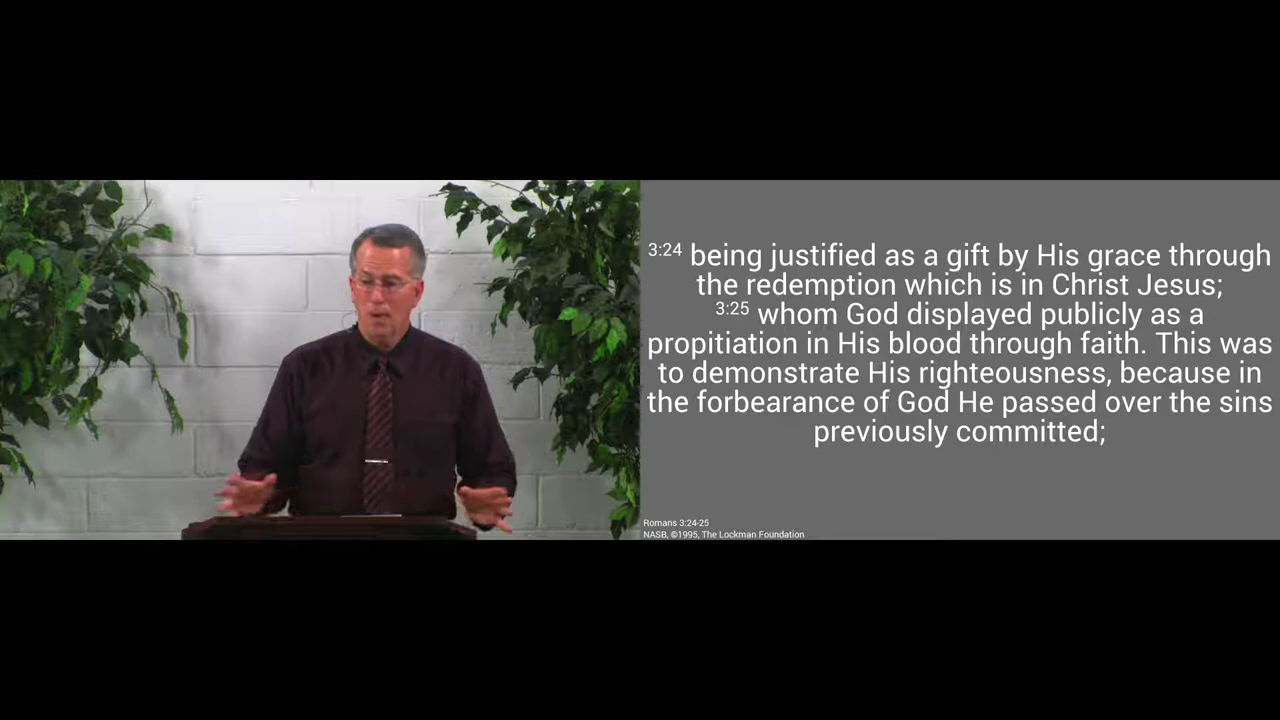 3:24 being justified as a gift by His grace through
the redemption which is in Christ Jesus;
3:25 whom God displayed publicly as a
propitiation in His blood through faith. This was
to demonstrate His righteousness, because in
the forbearance of God He passed over the sins
previously committed;
Romans 3:24-25
NASB, ©1995, The Lockman Foundation